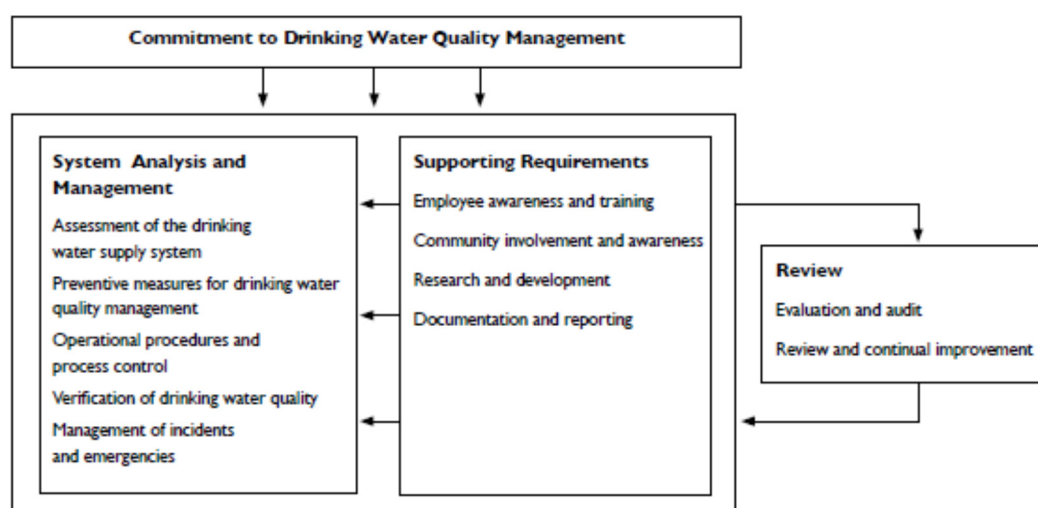 Commitment to Drinking Water Quality Management
System Analysis and
Management
Assessment of the drinking
water supply system
Preventive measures for drinking water
quality management
Operational procedures and
process control
Verification of drinking water quality
Management of incidents
and emergencies
Supporting Requirements
Employee awareness and training
Community involvement and awareness
Research and development
Documentation and reporting
Review
Evaluation and audit
Review and continual improvement